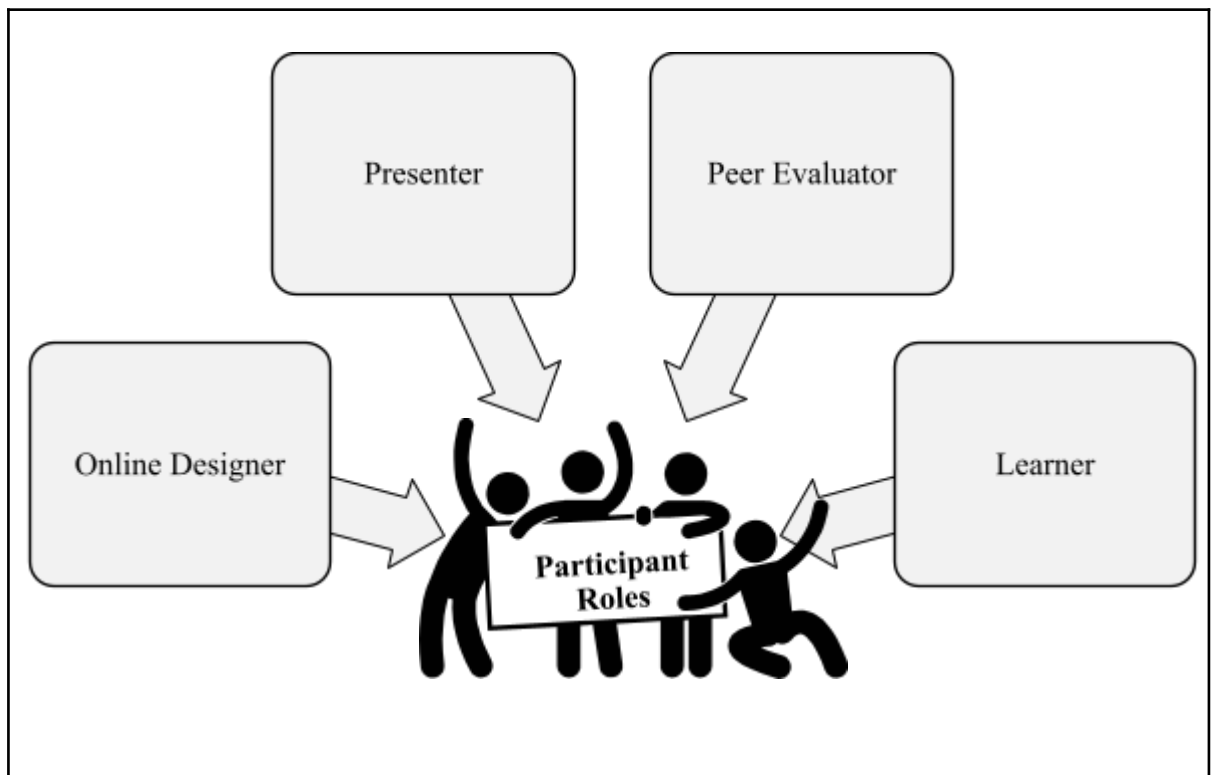 Presenter
Peer Evaluator
Online Designer
Learner
Participant
Roles